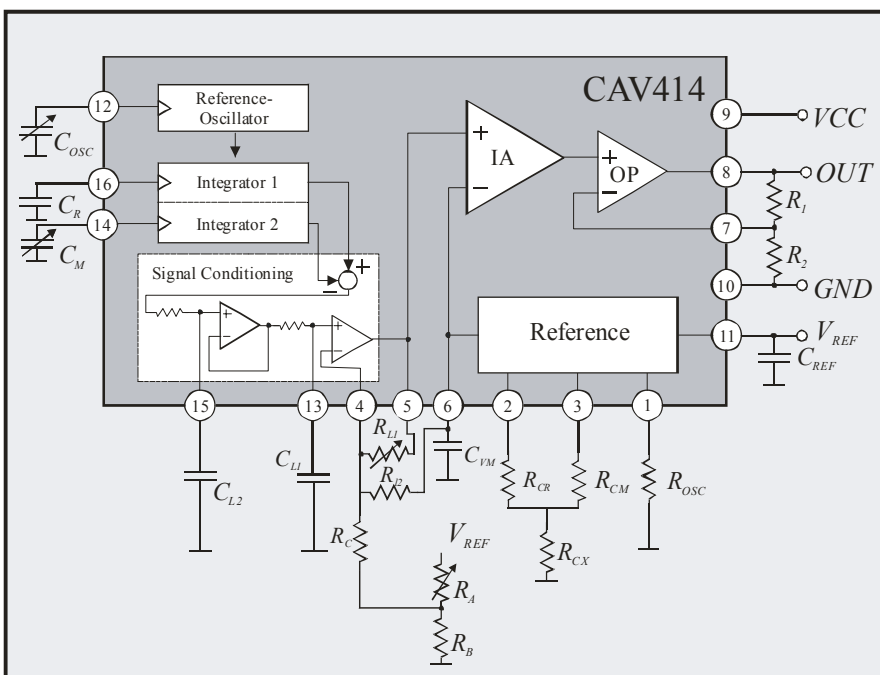 CAV414
12
Reference-
Oscillator
9
VCC
C_OSC
IA
OP
8
OUT
16
Integrator 1
R_1
C_R
14
Integrator 2
7
C_M
R_2
Signal Conditioning
10
GND
Reference
11
V_REF
C_REF
15
13
4
5
6
2
3
1
R_L1
C_VM
C_L1
R_l2
R_CR
R_CM
R_OSC
C_L2
R_C
V_REF
R_CX
R_A
R_B